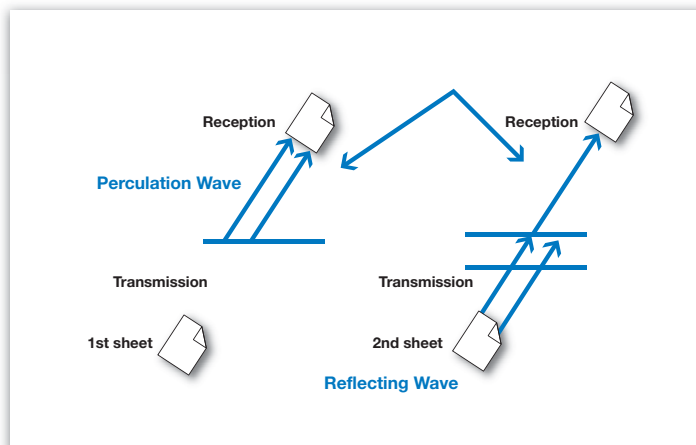 Reception
Perculation Wave
Transmission
1st sheet
Reception
Transmission
2nd sheet
Reflecting Wave